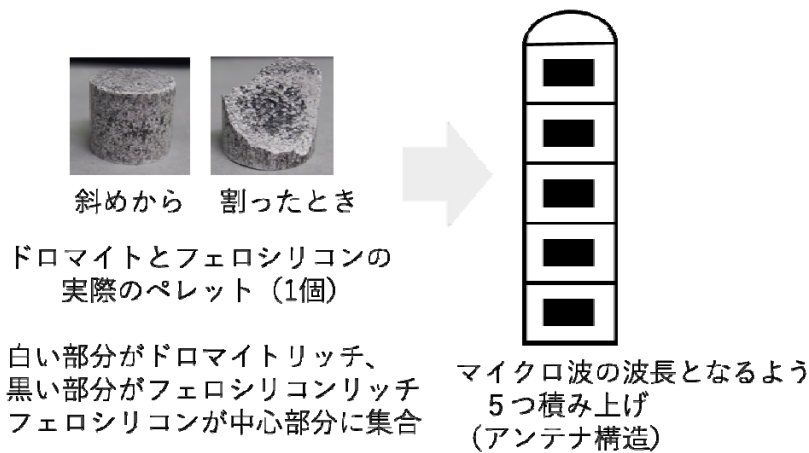 斜めから
割ったとき
ドロマイトとフェロシリコンの
実際のペレット（1個）
白い部分がドロマイトリッチ、
黒い部分がフェロシリコンリッチ
フェロシリコンが中心部分に集合
マイクロ波の波長となるよう
５つ積み上げ
（アンテナ構造）